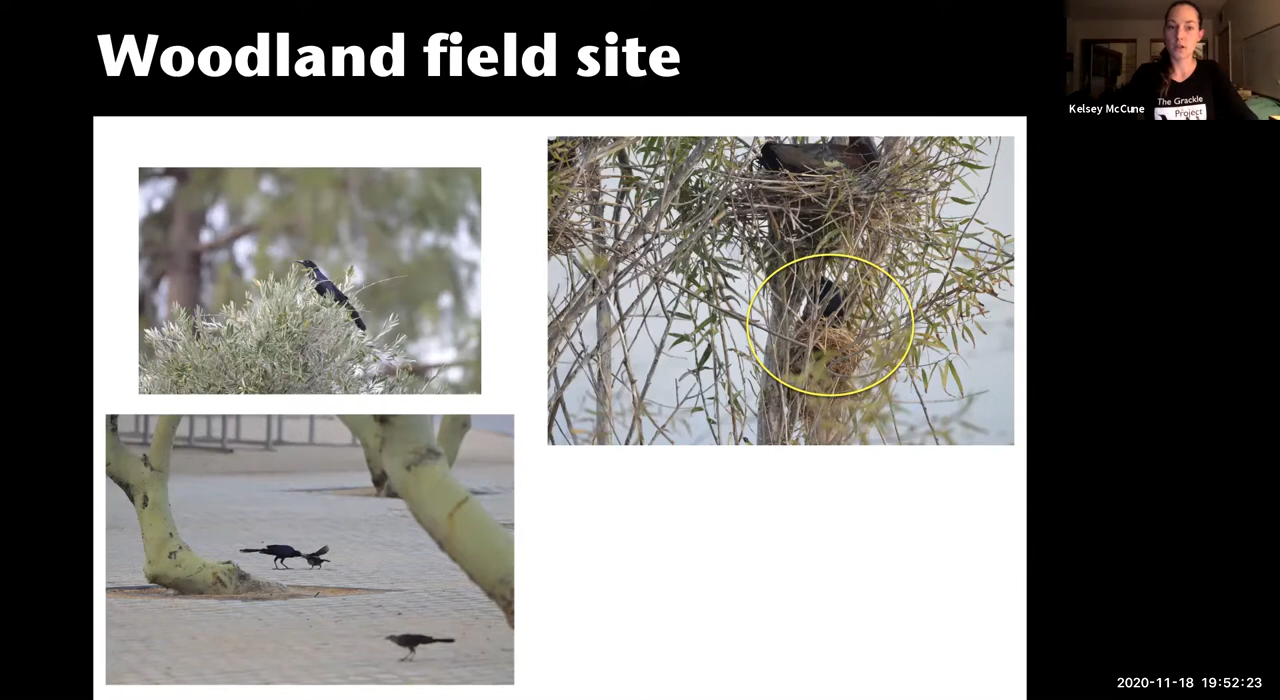 Woodland field site
Kelsey McCune
The Grackle
Project
2020-11-18 19:52:23